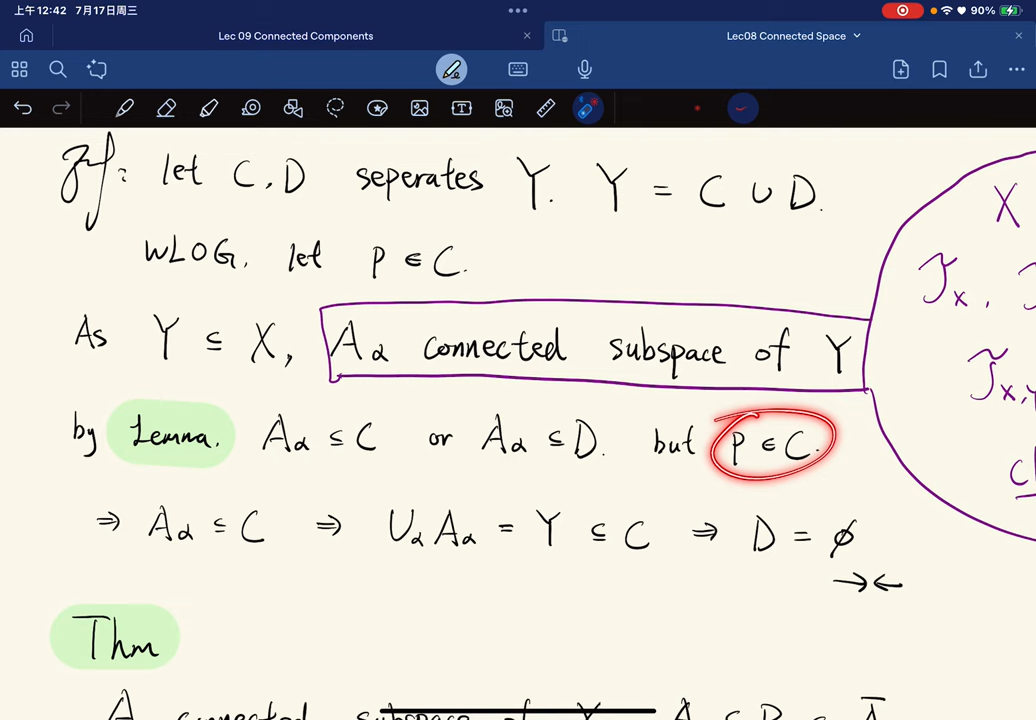 上午12:42 7月17日周三
90%
Lec 09 Connected Components
Lec08 Connected Space
pf: let C, D seperates Y. Y = C ∪ D.
WLOG, let p ∈ C.
As Y ⊆ X, Aα connected subspace of Y
by Lemma. Aα ⊆ C or Aα ⊆ D. but p ∈ C.
⇒ Aα ⊆ C ⇒ ∪α Aα = Y ⊆ C ⇒ D = ∅
→←
Thm
X